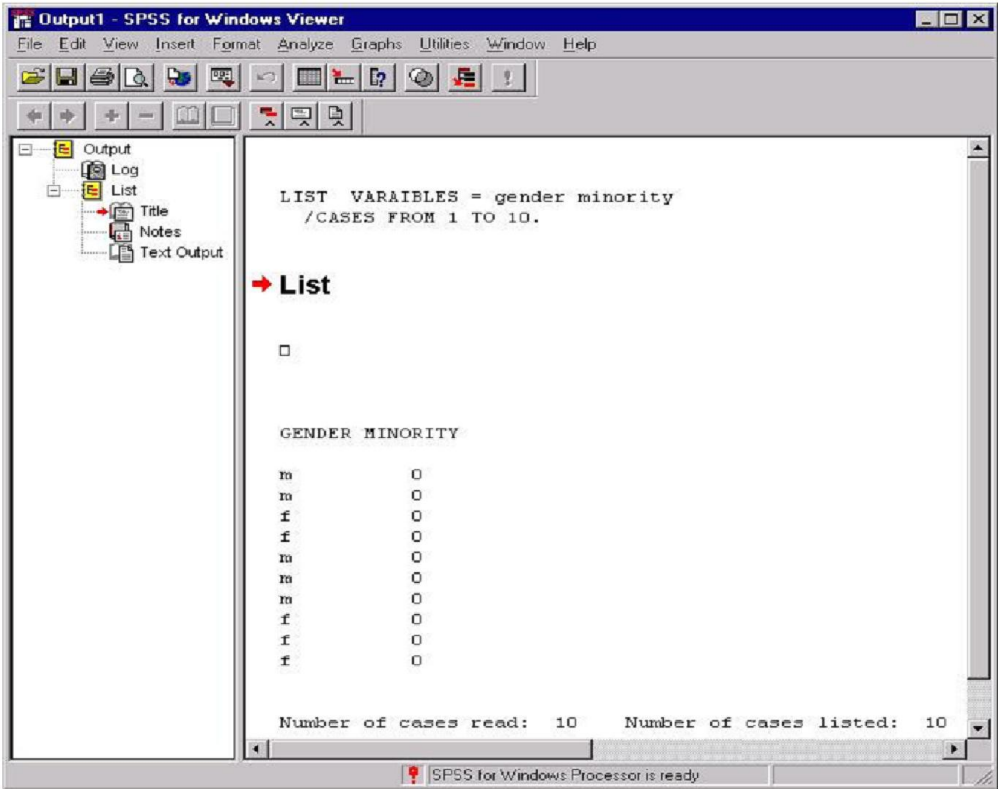 Output1 - SPSS for Windows Viewer
File Edit View Insert Format Analyze Graphs Utilities Window Help
Output
Log
List
Title
Notes
Text Output
LIST VARAIBLES = gender minority
/CASES FROM 1 TO 10.
List
GENDER MINORITY
m 0
m 0
f 0
f 0
m 0
m 0
m 0
f 0
f 0
f 0
Number of cases read: 10 Number of cases listed: 10
SPSS for Windows Processor is ready